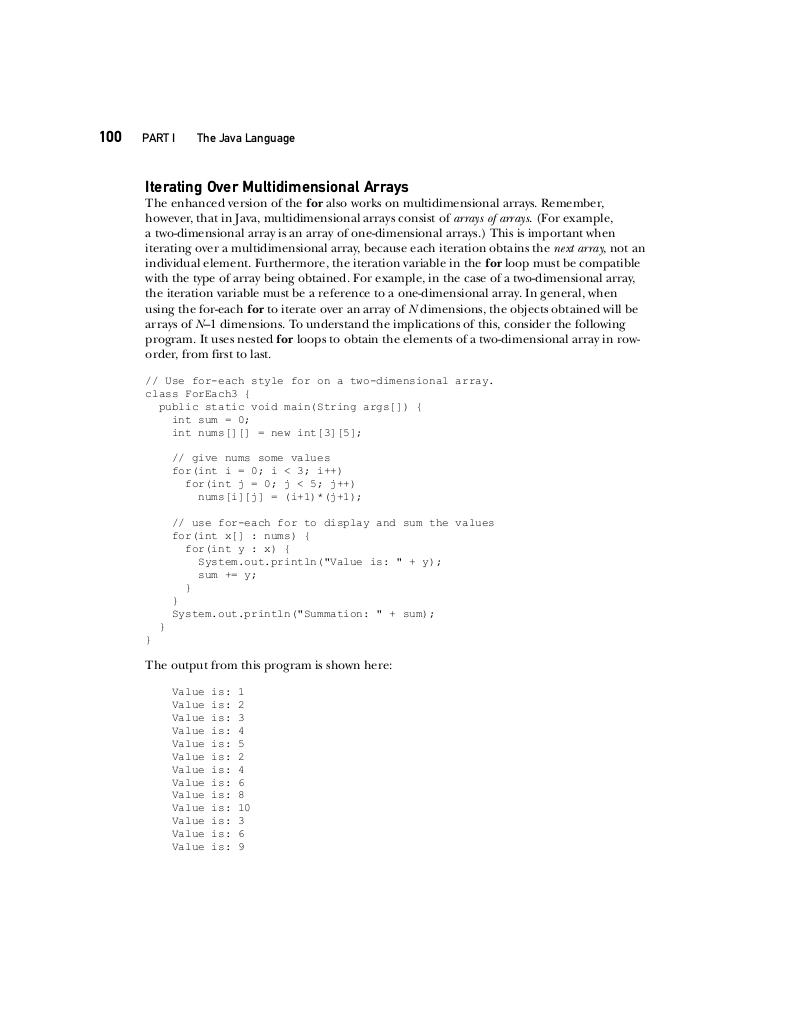 100 PART I The Java Language
Iterating Over Multidimensional Arrays
The enhanced version of the for also works on multidimensional arrays. Remember,
however, that in Java, multidimensional arrays consist of arrays of arrays. (For example,
a two-dimensional array is an array of one-dimensional arrays.) This is important when
iterating over a multidimensional array, because each iteration obtains the next array, not an
individual element. Furthermore, the iteration variable in the for loop must be compatible
with the type of array being obtained. For example, in the case of a two-dimensional array,
the iteration variable must be a reference to a one-dimensional array. In general, when
using the for-each for to iterate over an array of N dimensions, the objects obtained will be
arrays of N–1 dimensions. To understand the implications of this, consider the following
program. It uses nested for loops to obtain the elements of a two-dimensional array in row-
order, from first to last.
// Use for-each style for on a two-dimensional array.
class ForEach3 {
  public static void main(String args[]) {
    int sum = 0;
    int nums[][] = new int[3][5];
    // give nums some values
    for(int i = 0; i < 3; i++)
      for(int j = 0; j < 5; j++)
        nums[i][j] = (i+1)*(j+1);
    // use for-each for to display and sum the values
    for(int x[] : nums) {
      for(int y : x) {
        System.out.println("Value is: " + y);
        sum += y;
      }
    }
    System.out.println("Summation: " + sum);
  }
}
The output from this program is shown here:
Value is: 1
Value is: 2
Value is: 3
Value is: 4
Value is: 5
Value is: 2
Value is: 4
Value is: 6
Value is: 8
Value is: 10
Value is: 3
Value is: 6
Value is: 9